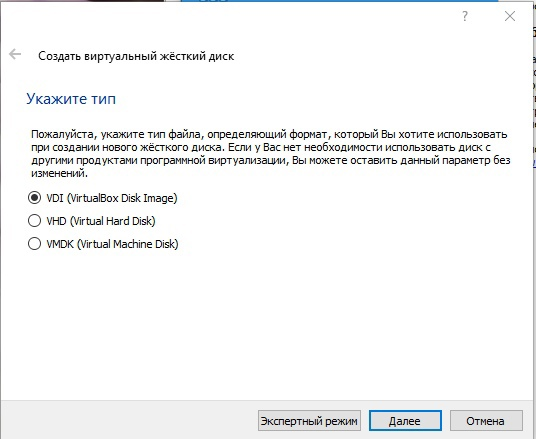 ?
Создать виртуальный жёсткий диск
Укажите тип
Пожалуйста, укажите тип файла, определяющий формат, который Вы хотите использовать
при создании нового жёсткого диска. Если у Вас нет необходимости использовать диск с
другими продуктами программной виртуализации, Вы можете оставить данный параметр без
изменений.
VDI (VirtualBox Disk Image)
VHD (Virtual Hard Disk)
VMDK (Virtual Machine Disk)
Экспертный режим Далее Отмена